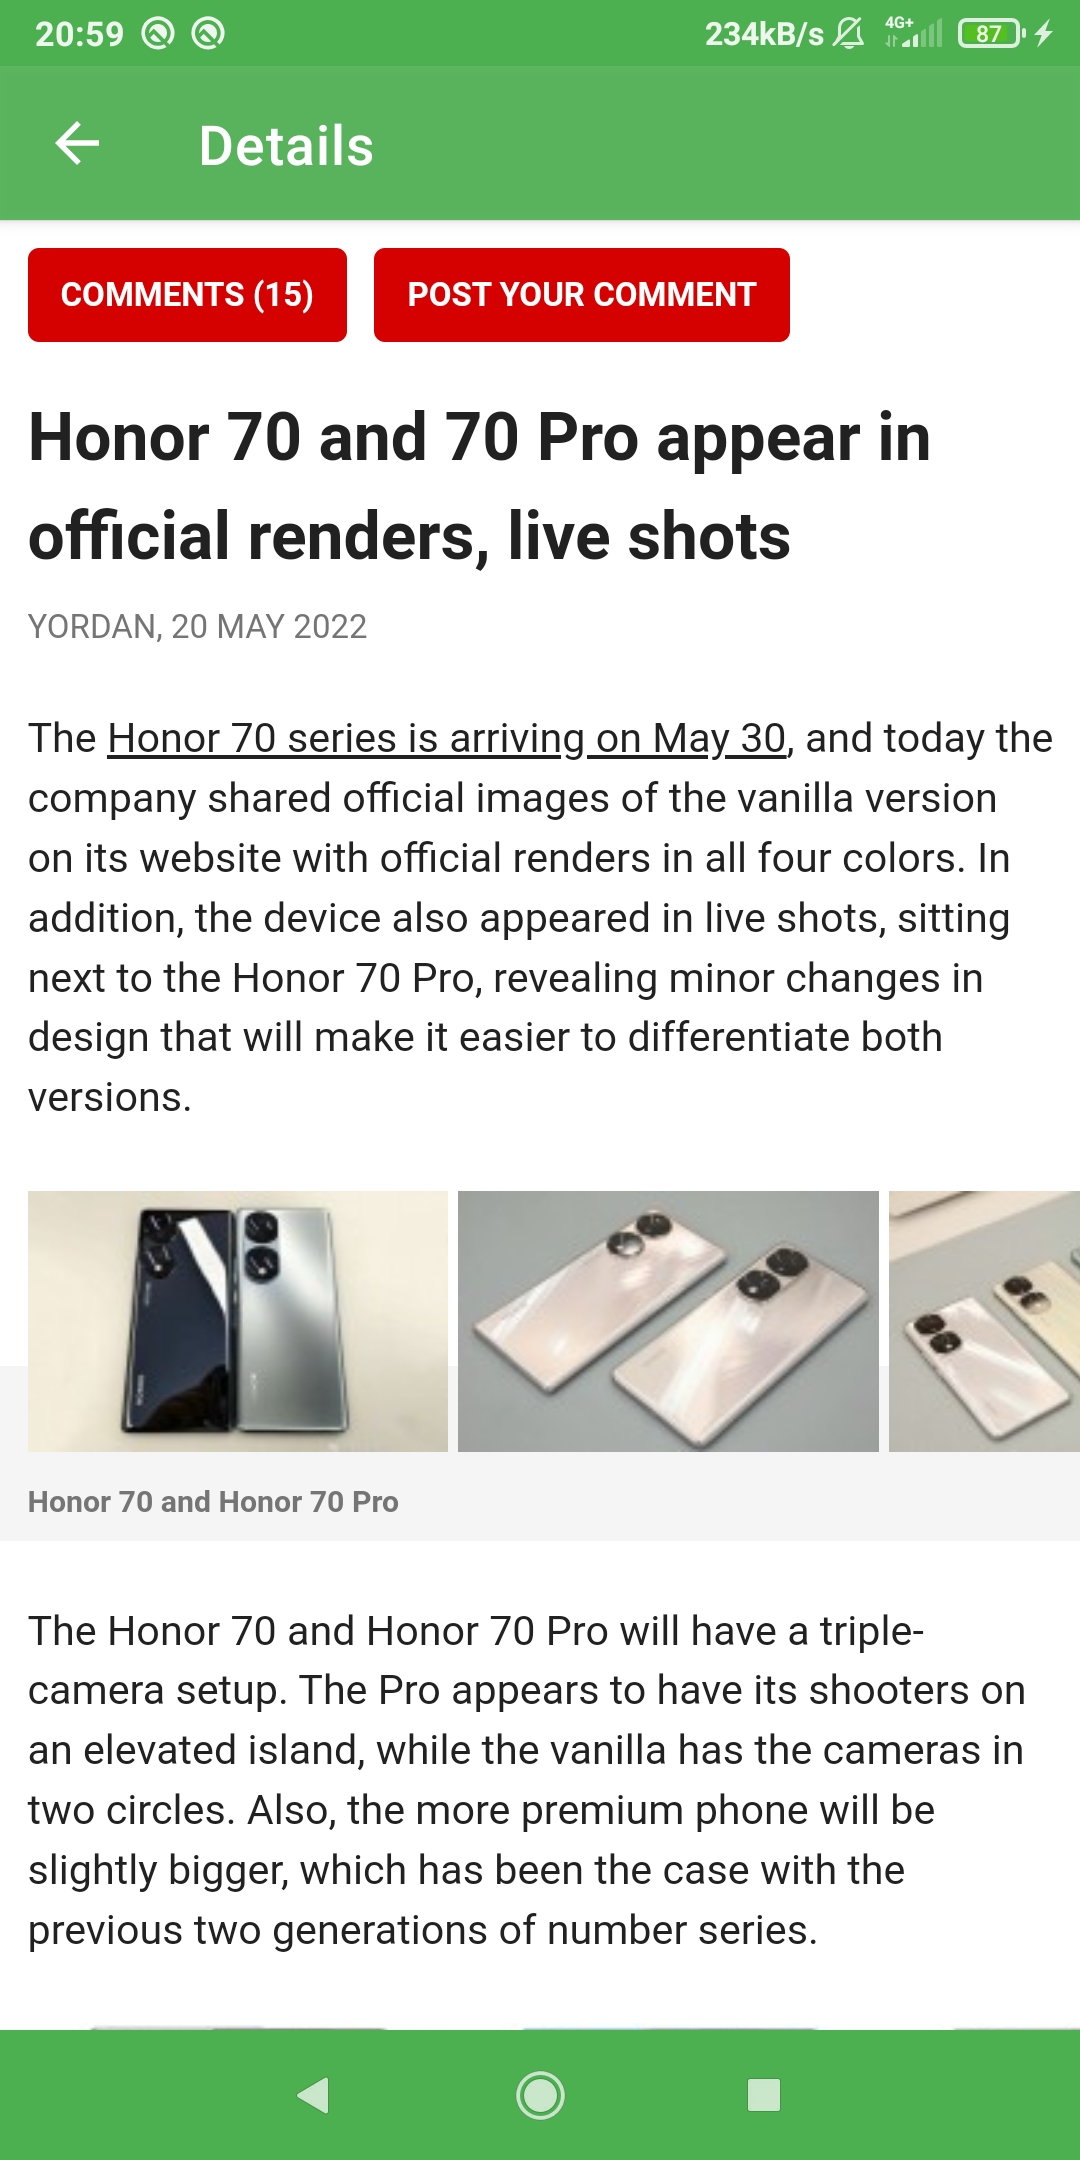 20:59 234kB/s 4G+ 87
Details
COMMENTS (15) POST YOUR COMMENT
Honor 70 and 70 Pro appear in
official renders, live shots
YORDAN, 20 MAY 2022
The Honor 70 series is arriving on May 30, and today the
company shared official images of the vanilla version
on its website with official renders in all four colors. In
addition, the device also appeared in live shots, sitting
next to the Honor 70 Pro, revealing minor changes in
design that will make it easier to differentiate both
versions.
Honor 70 and Honor 70 Pro
The Honor 70 and Honor 70 Pro will have a triple-
camera setup. The Pro appears to have its shooters on
an elevated island, while the vanilla has the cameras in
two circles. Also, the more premium phone will be
slightly bigger, which has been the case with the
previous two generations of number series.